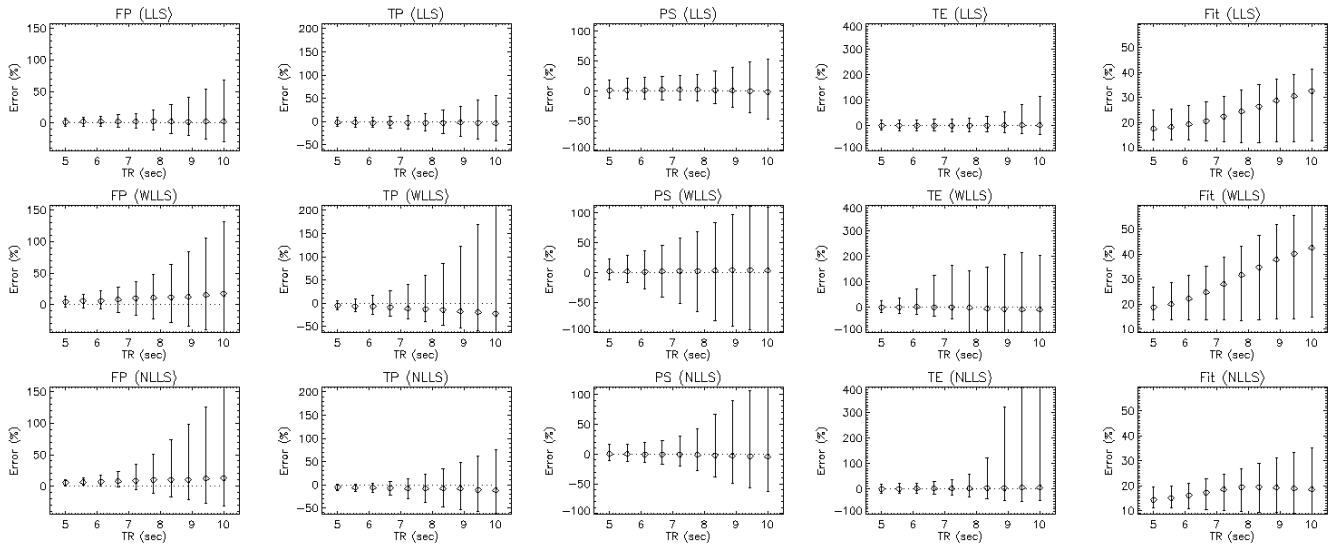 FP (LLS) TP (LLS) PS (LLS) TE (LLS) Fit (LLS)
Error (%) 150 100 50 0 Error (%) 200 150 100 50 0 −50 Error (%) 100 50 0 −50 −100 Error (%) 400 300 200 100 0 −100 Error (%) 50 40 30 20 10
5 6 7 8 9 10 5 6 7 8 9 10 5 6 7 8 9 10 5 6 7 8 9 10 5 6 7 8 9 10
TR (sec) TR (sec) TR (sec) TR (sec) TR (sec)
FP (WLLS) TP (WLLS) PS (WLLS) TE (WLLS) Fit (WLLS)
Error (%) 150 100 50 0 Error (%) 200 150 100 50 0 −50 Error (%) 100 50 0 −50 −100 Error (%) 400 300 200 100 0 −100 Error (%) 50 40 30 20 10
5 6 7 8 9 10 5 6 7 8 9 10 5 6 7 8 9 10 5 6 7 8 9 10 5 6 7 8 9 10
TR (sec) TR (sec) TR (sec) TR (sec) TR (sec)
FP (NLLS) TP (NLLS) PS (NLLS) TE (NLLS) Fit (NLLS)
Error (%) 150 100 50 0 Error (%) 200 150 100 50 0 −50 Error (%) 100 50 0 −50 −100 Error (%) 400 300 200 100 0 −100 Error (%) 50 40 30 20 10
5 6 7 8 9 10 5 6 7 8 9 10 5 6 7 8 9 10 5 6 7 8 9 10 5 6 7 8 9 10
TR (sec) TR (sec) TR (sec) TR (sec) TR (sec)